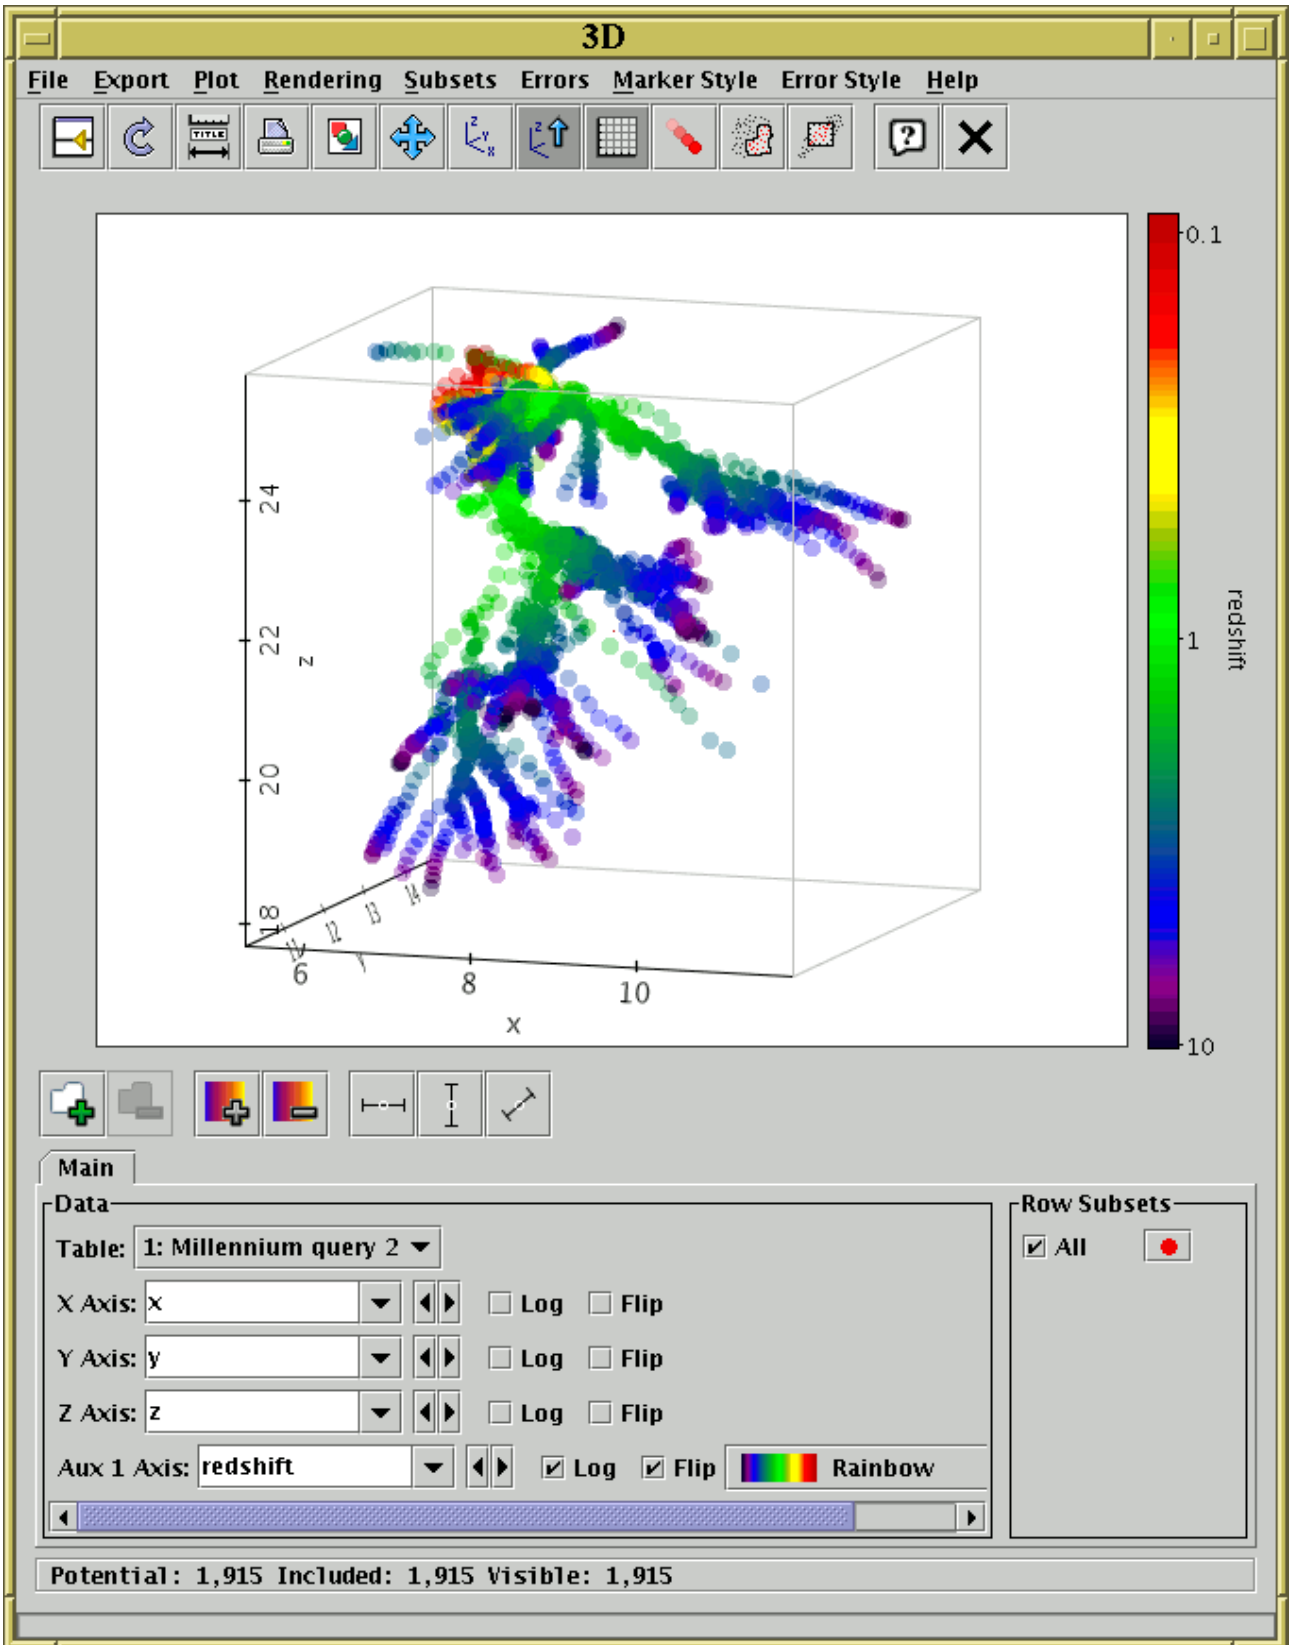 3D
File Export Plot Rendering Subsets Errors Marker Style Error Style Help
TITLE
z
Y
x
z
?
0.1
24
22
z
1
redshift
20
18
14
13
12
11
y
6
8
10
x
10
Main
Data
Row Subsets
Table: 1: Millennium query 2
All
X Axis: x Log Flip
Y Axis: y Log Flip
Z Axis: z Log Flip
Aux 1 Axis: redshift Log Flip Rainbow
Potential: 1,915 Included: 1,915 Visible: 1,915